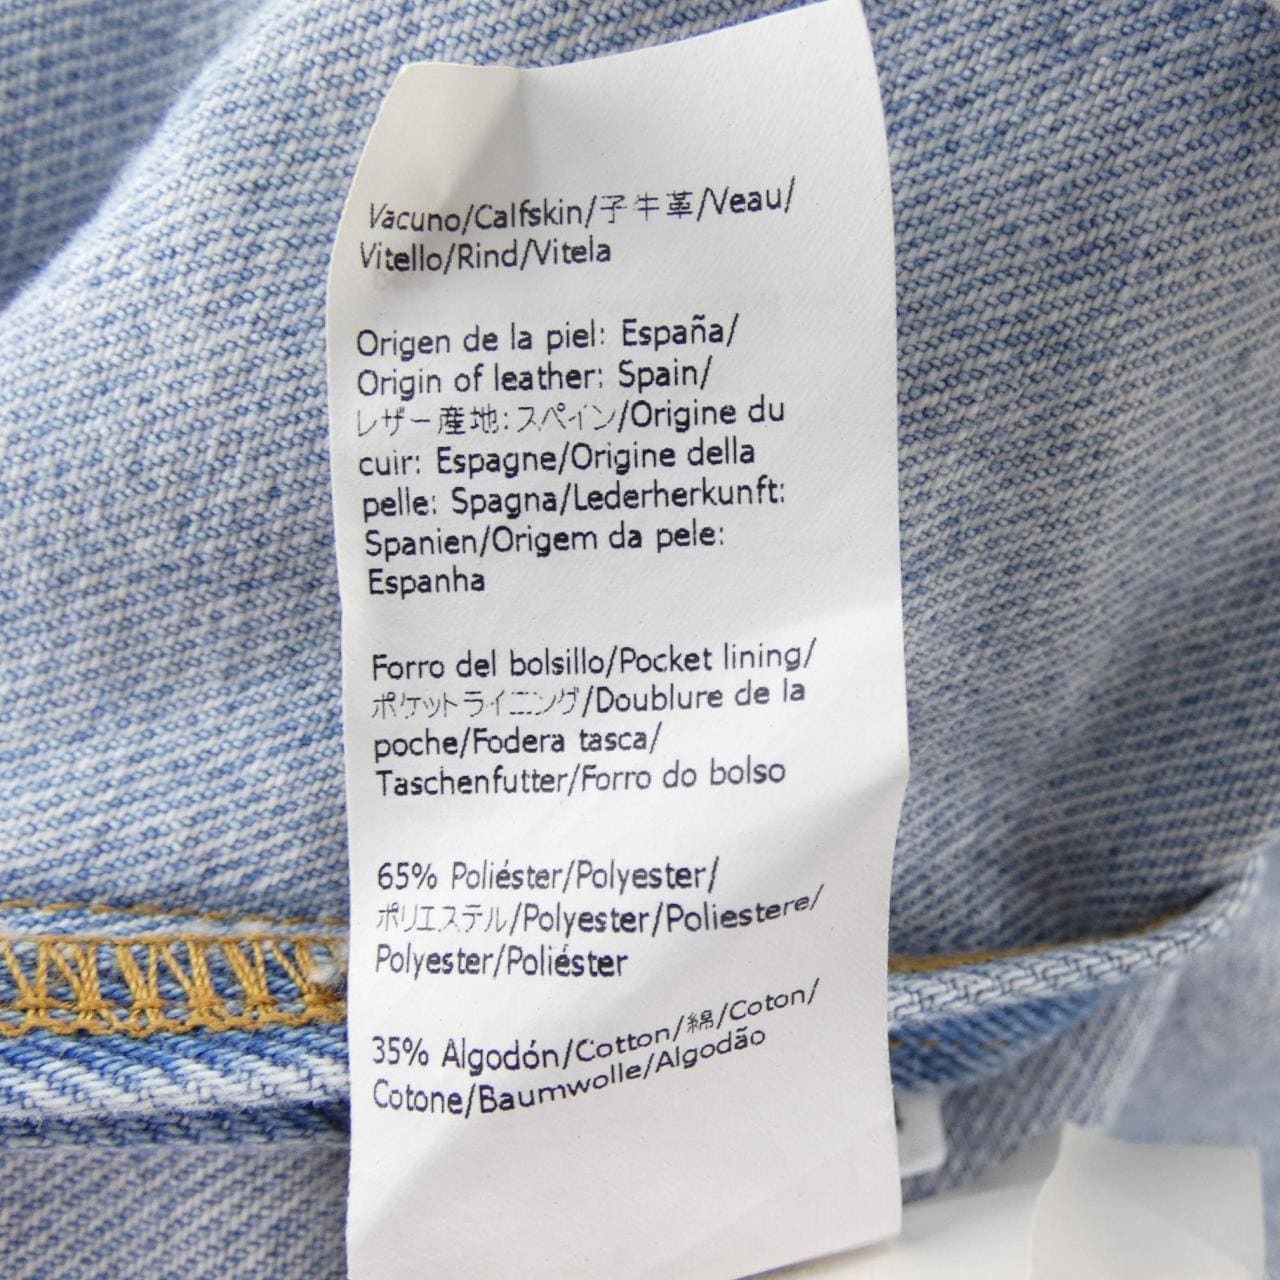 Vacuno/Calfskin/子牛革/Veau/
Vitello/Rind/Vitela
Origen de la piel: España/
Origin of leather: Spain/
レザー産地: スペイン/Origine du
cuir: Espagne/Origine della
pelle: Spagna/Lederherkunft:
Spanien/Origem da pele:
Espanha
Forro del bolsillo/Pocket lining/
ポケットライニング/Doublure de la
poche/Fodera tasca/
Taschenfutter/Forro do bolso
65% Poliéster/Polyester/
ポリエステル/Polyester/Poliestere/
Polyester/Poliéster
35% Algodón/Cotton/綿/Coton/
Cotone/Baumwolle/Algodão